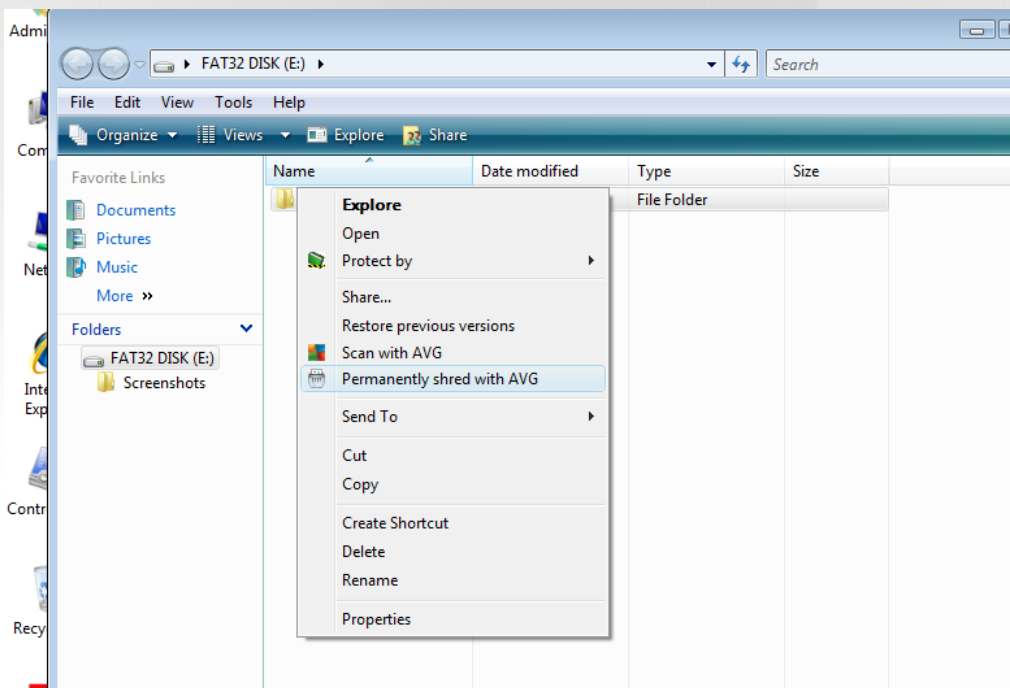 Admi
FAT32 DISK (E:)
Search
File Edit View Tools Help
Organize Views Explore Share
Com
Favorite Links
Name Date modified Type Size
Documents
File Folder
Pictures
Music
More »
Net
Folders
FAT32 DISK (E:)
Screenshots
Inte
Exp
Contr
Recy
Explore
Open
Protect by
Share...
Restore previous versions
Scan with AVG
Permanently shred with AVG
Send To
Cut
Copy
Create Shortcut
Delete
Rename
Properties